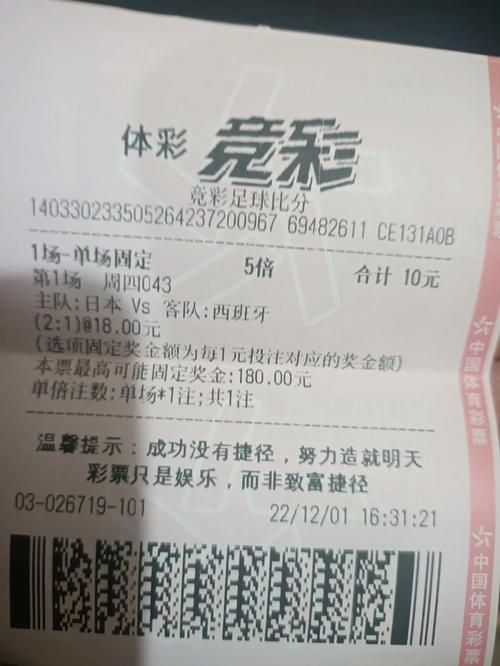 体彩 竞彩
竞彩足球比分
140330233505264237200967 69482611 CE131A0B
1场-单场固定 5倍 合计 10元
第1场 周四043
主队:日本 Vs 客队:西班牙
(2:1)@18.00元
(选项固定奖金额为每1元投注对应的奖金额)
本票最高可能固定奖金:180.00元
单倍注数:单场*1注;共1注
温馨提示：成功没有捷径，努力造就明天
彩票只是娱乐，而非致富捷径
03-026719-101 22/12/01 16:31:21
中国体育彩票
中国体育彩票